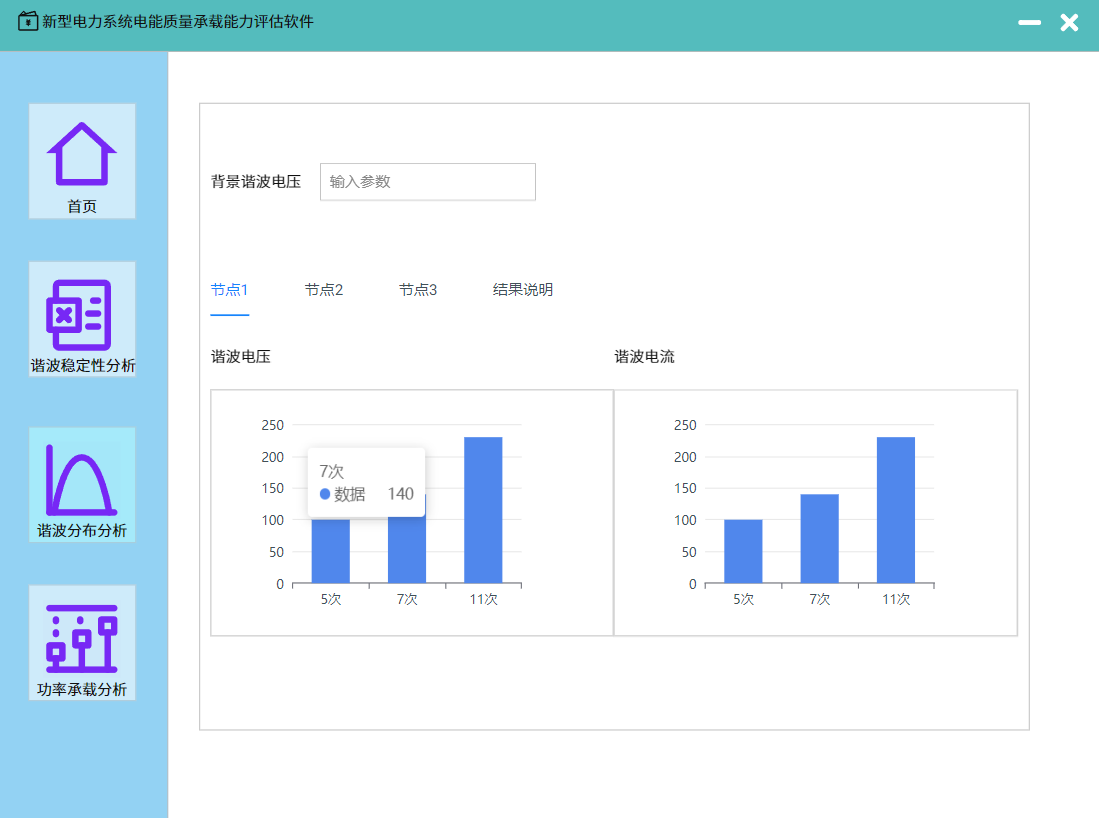 新型电力系统电能质量承载能力评估软件
首页
谐波稳定性分析
谐波分布分析
功率承载分析
背景谐波电压 输入参数
节点1 节点2 节点3 结果说明
谐波电压
250
200
150
100
50
0
5次 7次 11次
7次
数据 140
谐波电流
250
200
150
100
50
0
5次 7次 11次